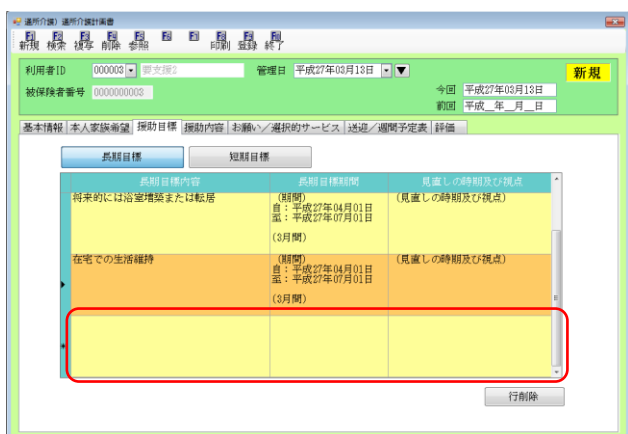 通所介護) 通所介護計画書
F1 F2 F3 F4 F5 F6 F7 F8 F9 F12
新規 検索 複写 削除 参照 印刷 登録 終了
利用者ID 000003 要支援2 管理日 平成27年03月13日 新規
被保険者番号 0000000003 今回 平成27年03月13日
前回 平成__年__月__日
基本情報 本人家族希望 援助目標 援助内容 お願い/選択的サービス 送迎/週間予定表 評価
長期目標 短期目標
長期目標内容 長期目標期間 見直しの時期及び視点
将来的には浴室増築または転居 (期間) (見直しの時期及び視点)
自:平成27年04月01日
至:平成27年07月01日
(3月間)
在宅での生活維持 (期間) (見直しの時期及び視点)
自:平成27年04月01日
至:平成27年07月01日
(3月間)
行削除